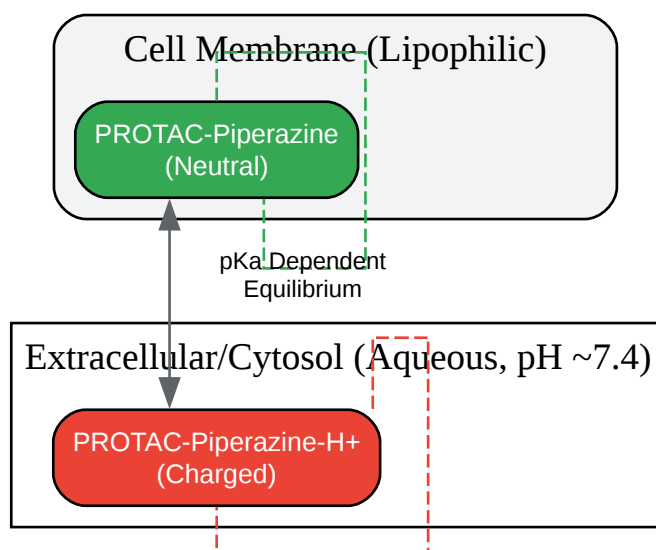 Cell Membrane (Lipophilic)
PROTAC-Piperazine
(Neutral)
pKa Dependent
Equilibrium
Extracellular/Cytosol (Aqueous, pH ~7.4)
PROTAC-Piperazine-H+
(Charged)